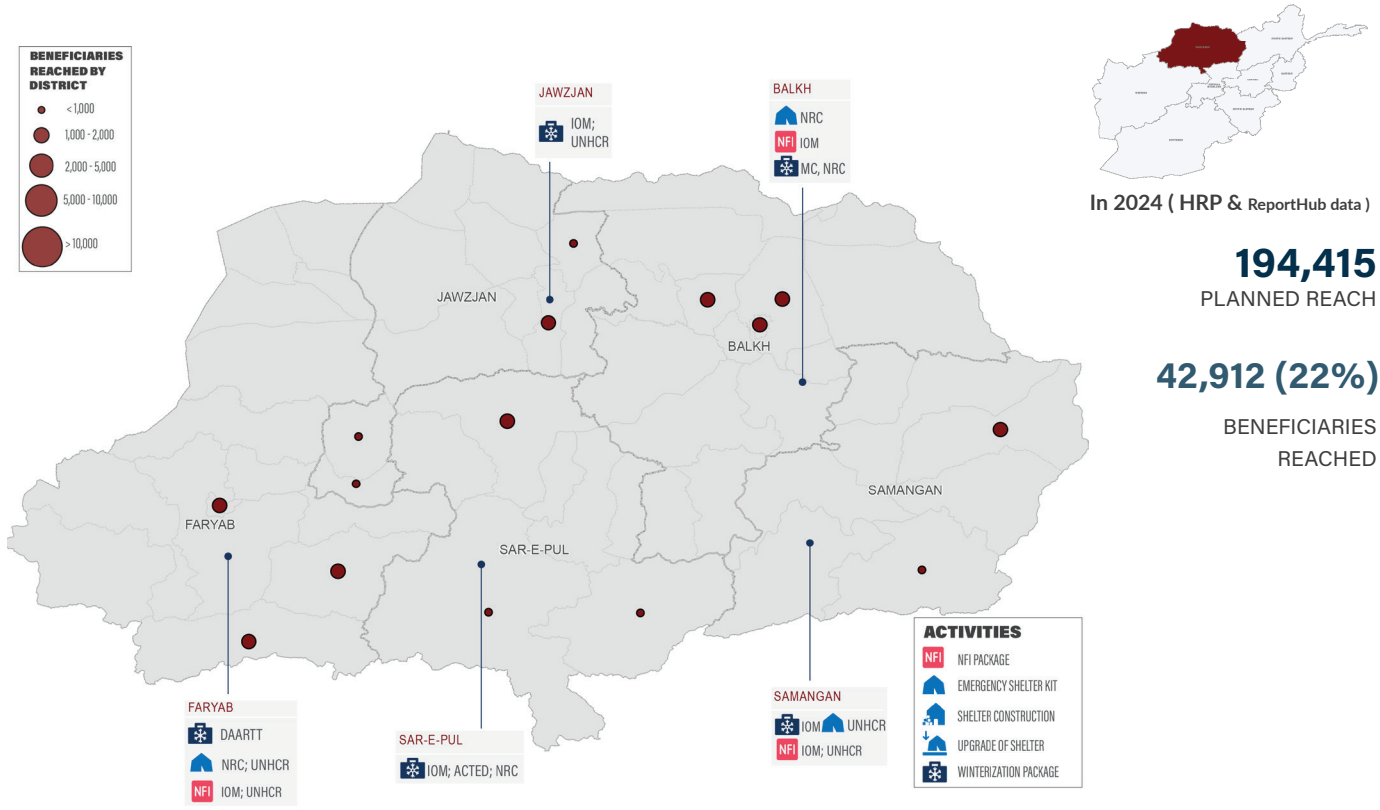 BENEFICIARIES
REACHED BY
DISTRICT
< 1,000
1,000 - 2,000
2,000 - 5,000
5,000 - 10,000
> 10,000
JAWZJAN
IOM;
UNHCR
BALKH
NRC
NFI IOM
MC, NRC
In 2024 ( HRP & ReportHub data )
194,415
PLANNED REACH
42,912 (22%)
BENEFICIARIES
REACHED
JAWZJAN
BALKH
SAMANGAN
FARYAB
SAR-E-PUL
FARYAB
DAARTT
NRC; UNHCR
NFI IOM; UNHCR
SAR-E-PUL
IOM; ACTED; NRC
SAMANGAN
IOM UNHCR
NFI IOM; UNHCR
ACTIVITIES
NFI NFI PACKAGE
EMERGENCY SHELTER KIT
SHELTER CONSTRUCTION
UPGRADE OF SHELTER
WINTERIZATION PACKAGE